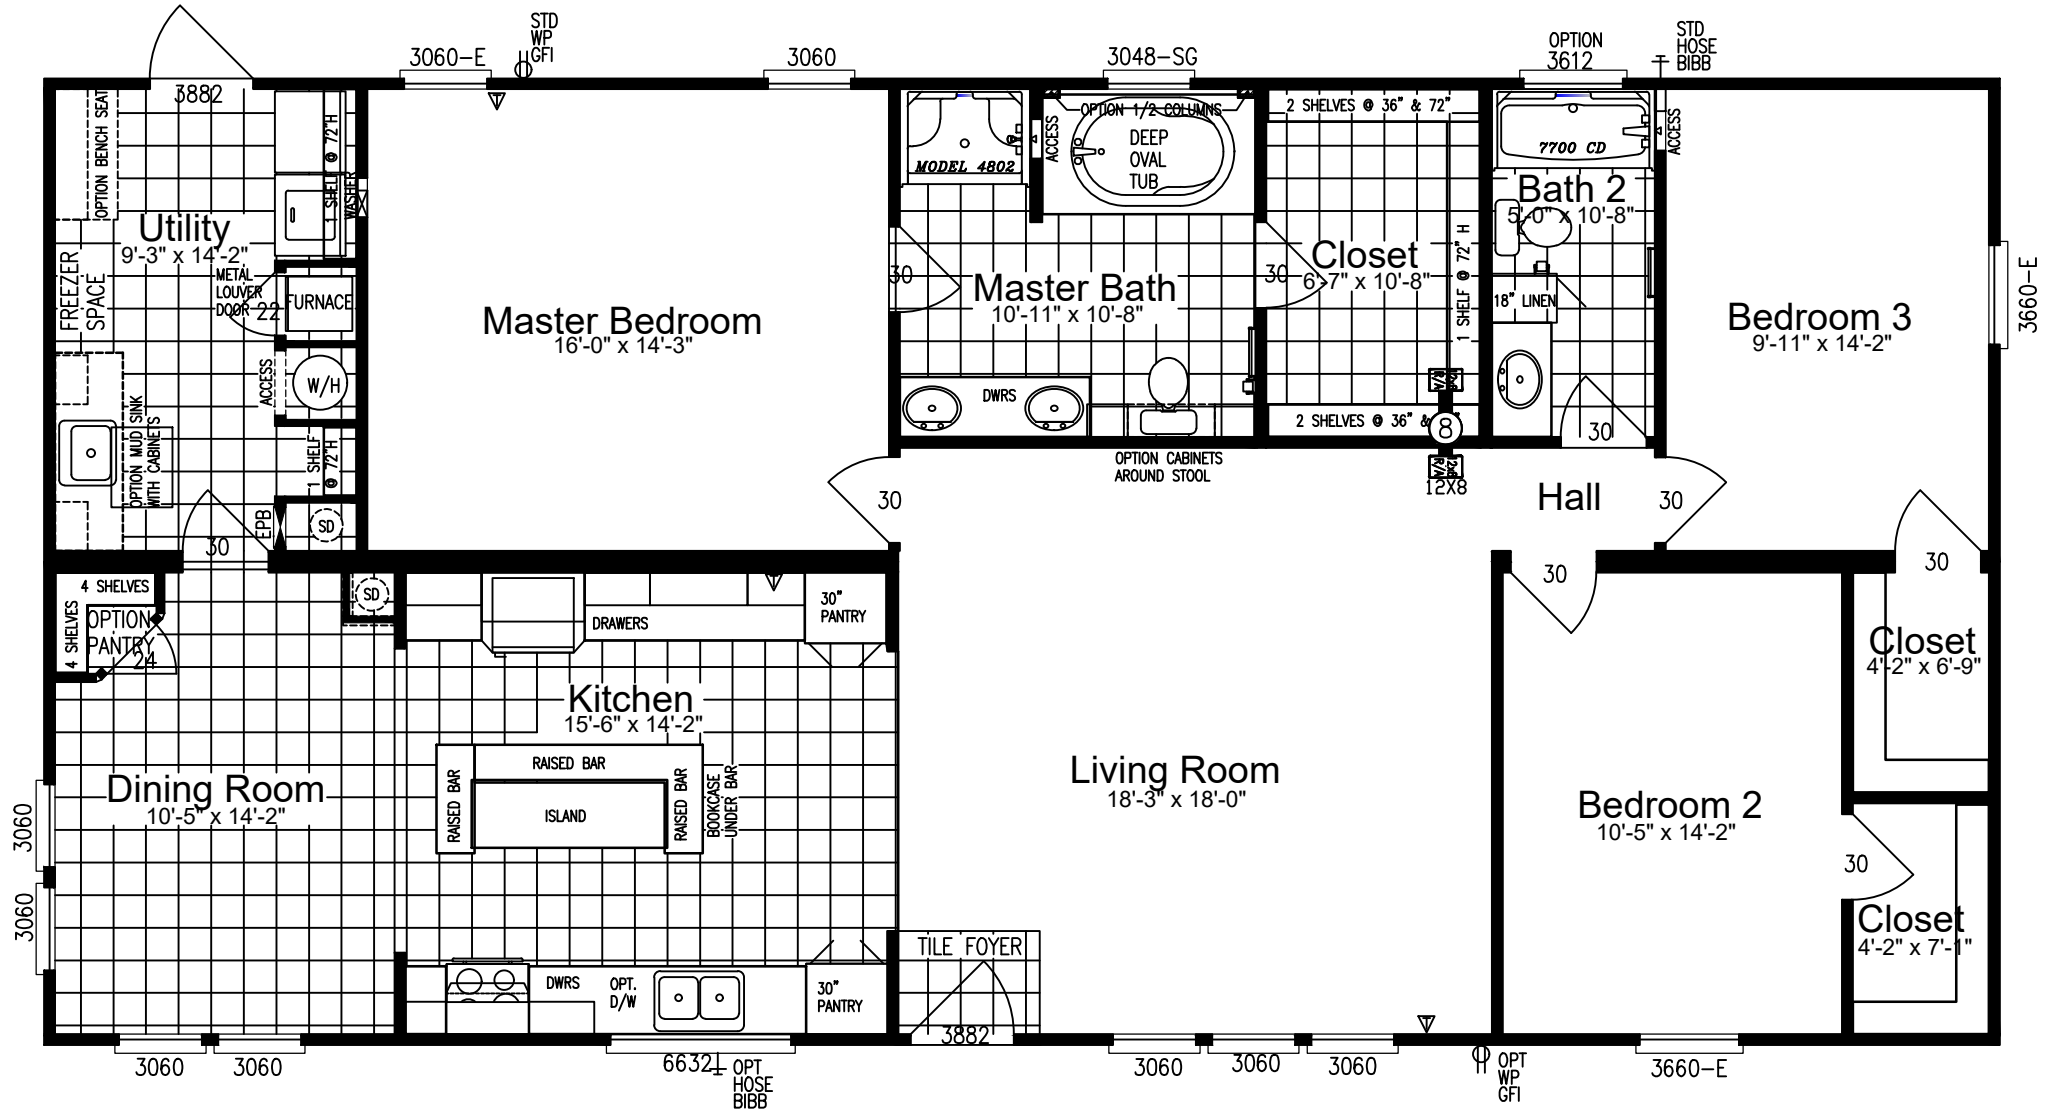 STD
WP
GFI
3060-E
3060
3048-SG
OPTION
3612
STD
HOSE
BIBB
3882
OPTION BENCH SEAT
1 SHELF @ 72"H
WASHER
Utility
9'-3" x 14'-2"
FREEZER
SPACE
METAL
LOUVER
DOOR
22
FURNACE
ACCESS
W/H
OPTION MUD SINK
WITH CABINETS
1 SHELF
@ 72"H
EPB
SD
30
Master Bedroom
16'-0" x 14'-3"
30
MODEL 4802
ACCESS
OPTION 1/2 COLUMNS
DEEP
OVAL
TUB
30
Master Bath
10'-11" x 10'-8"
DWRS
OPTION CABINETS
AROUND STOOL
2 SHELVES @ 36" & 72"
Closet
6'-7" x 10'-8"
30
1 SHELF @ 72" H
2 SHELVES @ 36" &
12x8
R/A
8
12x8
R/A
12X8
7700 CD
ACCESS
Bath 2
5'-0" x 10'-8"
18" LINEN
30
Hall
30
Bedroom 3
9'-11" x 14'-2"
3660-E
30
4 SHELVES
4 SHELVES
OPTION
PANTRY
24
SD
DRAWERS
30"
PANTRY
Kitchen
15'-6" x 14'-2"
RAISED BAR
RAISED BAR
ISLAND
RAISED BAR
BOOKCASE
UNDER BAR
Dining Room
10'-5" x 14'-2"
3060
3060
3060
3060
DWRS
OPT.
D/W
30"
PANTRY
6632
OPT
HOSE
BIBB
TILE FOYER
3882
Living Room
18'-3" x 18'-0"
3060
3060
3060
OPT
WP
GFI
30
Bedroom 2
10'-5" x 14'-2"
3660-E
Closet
4'-2" x 6'-9"
30
Closet
4'-2" x 7'-1"